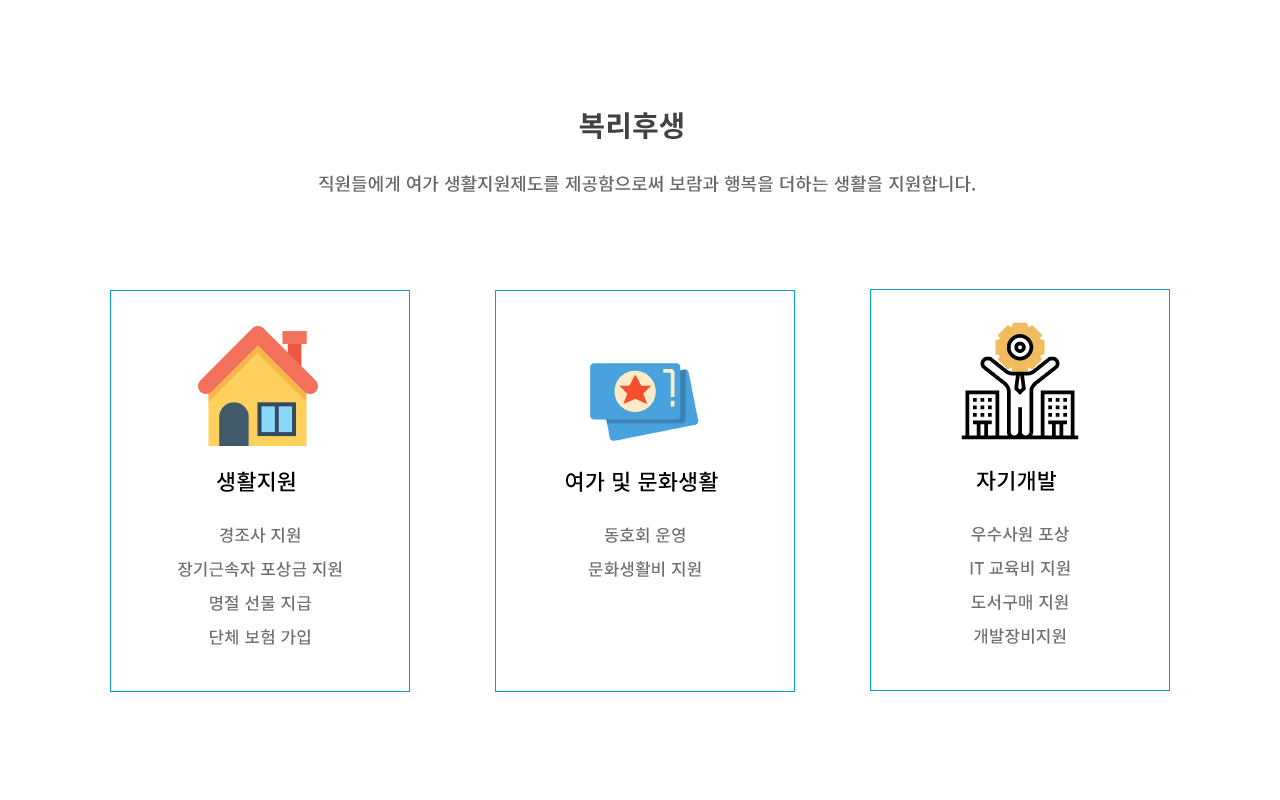 복리후생
직원들에게 여가 생활지원제도를 제공함으로써 보람과 행복을 더하는 생활을 지원합니다.
생활지원
경조사 지원
장기근속자 포상금 지원
명절 선물 지급
단체 보험 가입
여가 및 문화생활
동호회 운영
문화생활비 지원
자기개발
우수사원 포상
IT 교육비 지원
도서구매 지원
개발장비지원